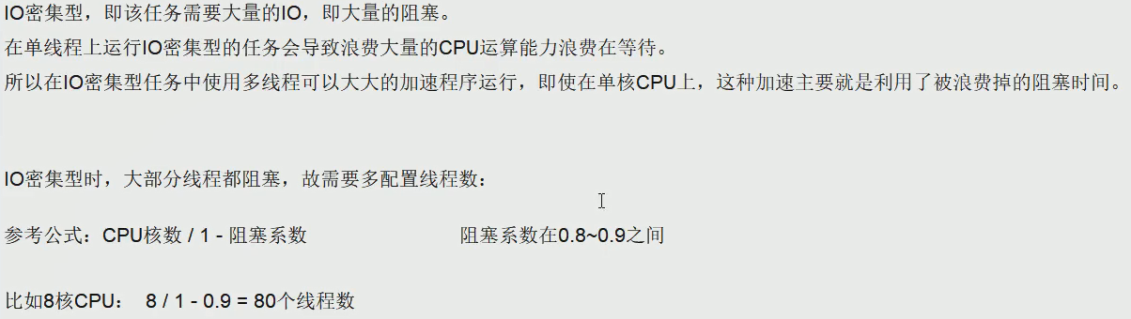 IO密集型，即该任务需要大量的IO，即大量的阻塞。
在单线程上运行IO密集型的任务会导致浪费大量的CPU运算能力浪费在等待。
所以在IO密集型任务中使用多线程可以大大的加速程序运行，即使在单核CPU上，这种加速主要就是利用了被浪费掉的阻塞时间。
IO密集型时，大部分线程都阻塞，故需要多配置线程数：
参考公式：CPU核数 / 1 - 阻塞系数 阻塞系数在0.8~0.9之间
比如8核CPU： 8 / 1 - 0.9 = 80个线程数